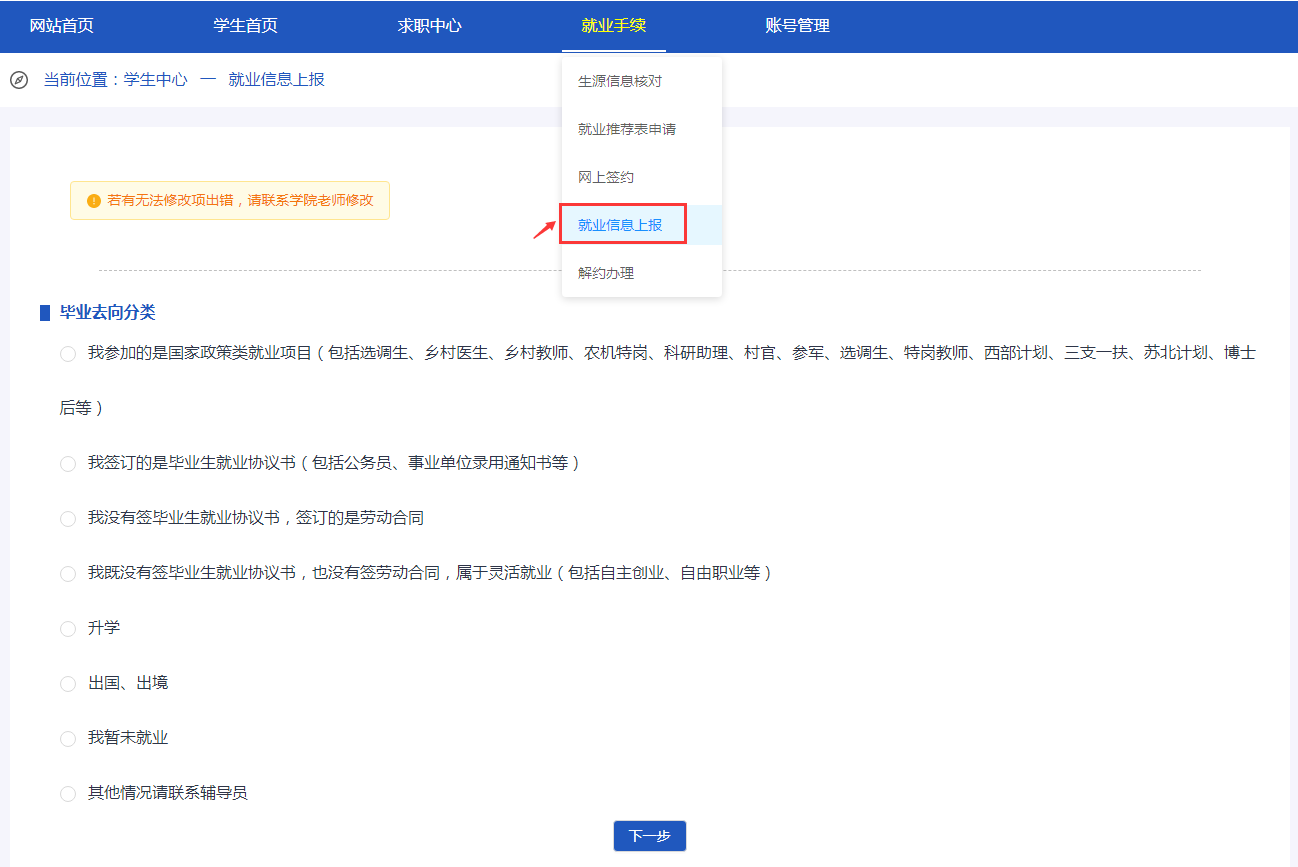 网站首页 学生首页 求职中心 就业手续 账号管理
当前位置：学生中心 一 就业信息上报
生源信息核对
就业推荐表申请
网上签约
就业信息上报
解约办理
若有无法修改项出错，请联系学院老师修改
毕业去向分类
我参加的是国家政策类就业项目（包括选调生、乡村医生、乡村教师、农机特岗、科研助理、村官、参军、选调生、特岗教师、西部计划、三支一扶、苏北计划、博士
后等）
我签订的是毕业生就业协议书（包括公务员、事业单位录用通知书等）
我没有签毕业生就业协议书，签订的是劳动合同
我既没有签毕业生就业协议书，也没有签劳动合同，属于灵活就业（包括自主创业、自由职业等）
升学
出国、出境
我暂未就业
其他情况请联系辅导员
下一步